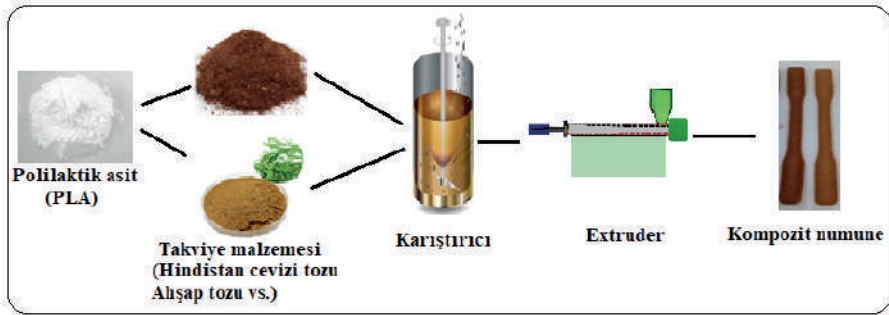 Polilaktik asit
(PLA)
Takviye malzemesi
(Hindistan cevizi tozu
Ahşap tozu vs.)
Karıştırıcı
Extruder
Kompozit numune